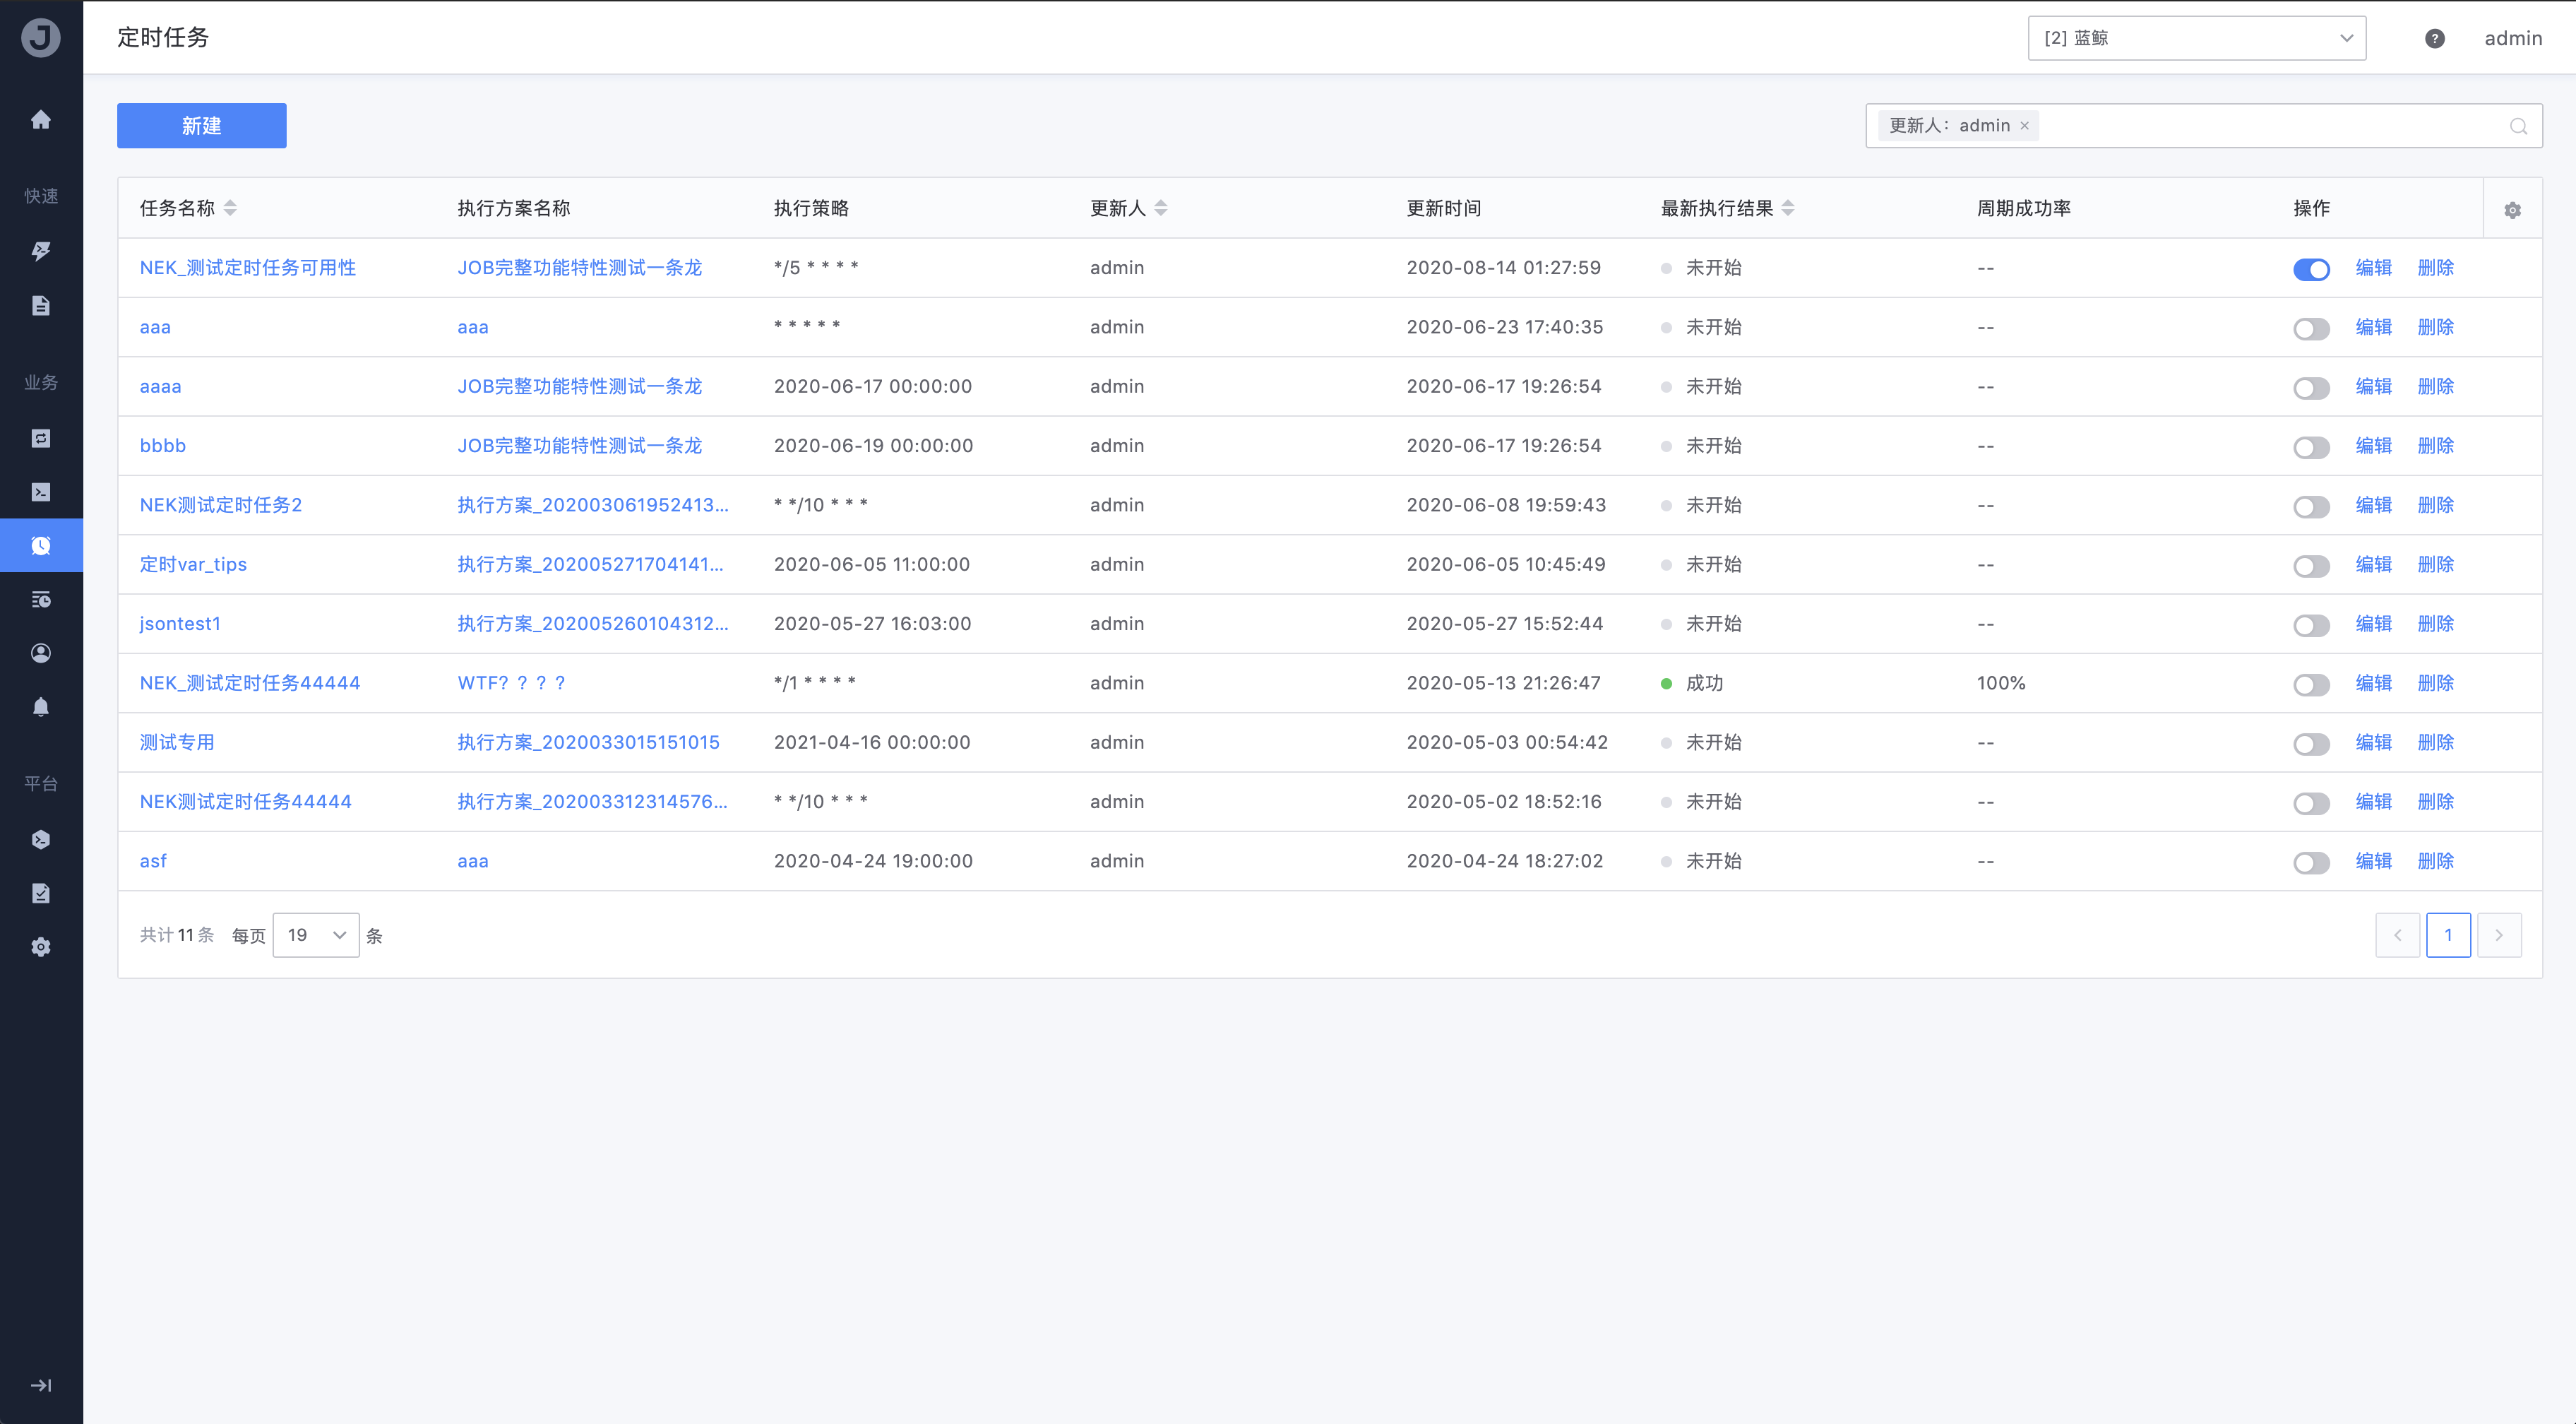 J
定时任务
[2] 蓝鲸
?
admin
新建
更新人：admin ×
快速
业务
平台
任务名称 执行方案名称 执行策略 更新人 更新时间 最新执行结果 周期成功率 操作
NEK_测试定时任务可用性 JOB完整功能特性测试一条龙 */5 * * * * admin 2020-08-14 01:27:59 未开始 -- 编辑 删除
aaa aaa * * * * * admin 2020-06-23 17:40:35 未开始 -- 编辑 删除
aaaa JOB完整功能特性测试一条龙 2020-06-17 00:00:00 admin 2020-06-17 19:26:54 未开始 -- 编辑 删除
bbbb JOB完整功能特性测试一条龙 2020-06-19 00:00:00 admin 2020-06-17 19:26:54 未开始 -- 编辑 删除
NEK测试定时任务2 执行方案_202003061952413... * */10 * * * admin 2020-06-08 19:59:43 未开始 -- 编辑 删除
定时var_tips 执行方案_202005271704141... 2020-06-05 11:00:00 admin 2020-06-05 10:45:49 未开始 -- 编辑 删除
jsontest1 执行方案_202005260104312... 2020-05-27 16:03:00 admin 2020-05-27 15:52:44 未开始 -- 编辑 删除
NEK_测试定时任务44444 WTF？？？？ */1 * * * * admin 2020-05-13 21:26:47 成功 100% 编辑 删除
测试专用 执行方案_2020033015151015 2021-04-16 00:00:00 admin 2020-05-03 00:54:42 未开始 -- 编辑 删除
NEK测试定时任务44444 执行方案_202003312314576... * */10 * * * admin 2020-05-02 18:52:16 未开始 -- 编辑 删除
asf aaa 2020-04-24 19:00:00 admin 2020-04-24 18:27:02 未开始 -- 编辑 删除
共计 11 条 每页 19 条
1